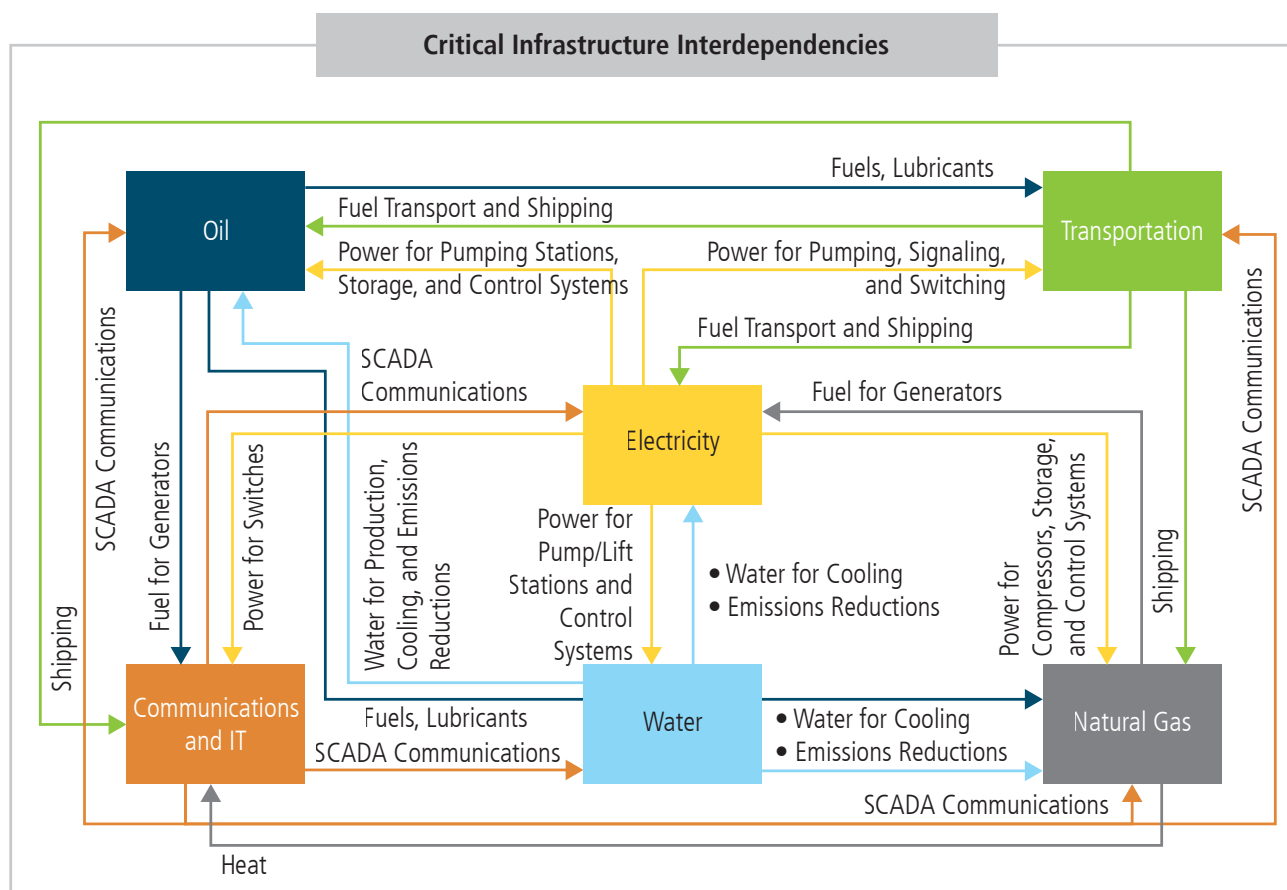 Critical Infrastructure Interdependencies
Fuels, Lubricants
Oil
Fuel Transport and Shipping
Transportation
Power for Pumping Stations,
Storage, and Control Systems
Power for Pumping, Signaling,
and Switching
Fuel Transport and Shipping
SCADA
Communications
Fuel for Generators
Electricity
SCADA Communications
SCADA Communications
Shipping
Fuel for Generators
Power for Switches
Water for Production,
Cooling, and Emissions
Reductions
Power for
Pump/Lift
Stations and
Control
Systems
• Water for Cooling
• Emissions Reductions
Power for
Compressors, Storage,
and Control Systems
Shipping
Communications
and IT
Fuels, Lubricants
SCADA Communications
Water
• Water for Cooling
• Emissions Reductions
Natural Gas
SCADA Communications
Heat